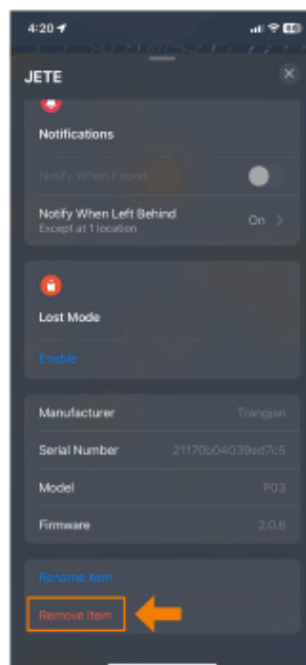 4:20
JETE
Notifications
Notify When Found
Notify When Left Behind
On
Except at 1 location
Lost Mode
Enable
Manufacturer
Trangjan
Serial Number
21170b04039ed7c5
Model
P03
Firmware
2.0.6
Rename Item
Remove Item